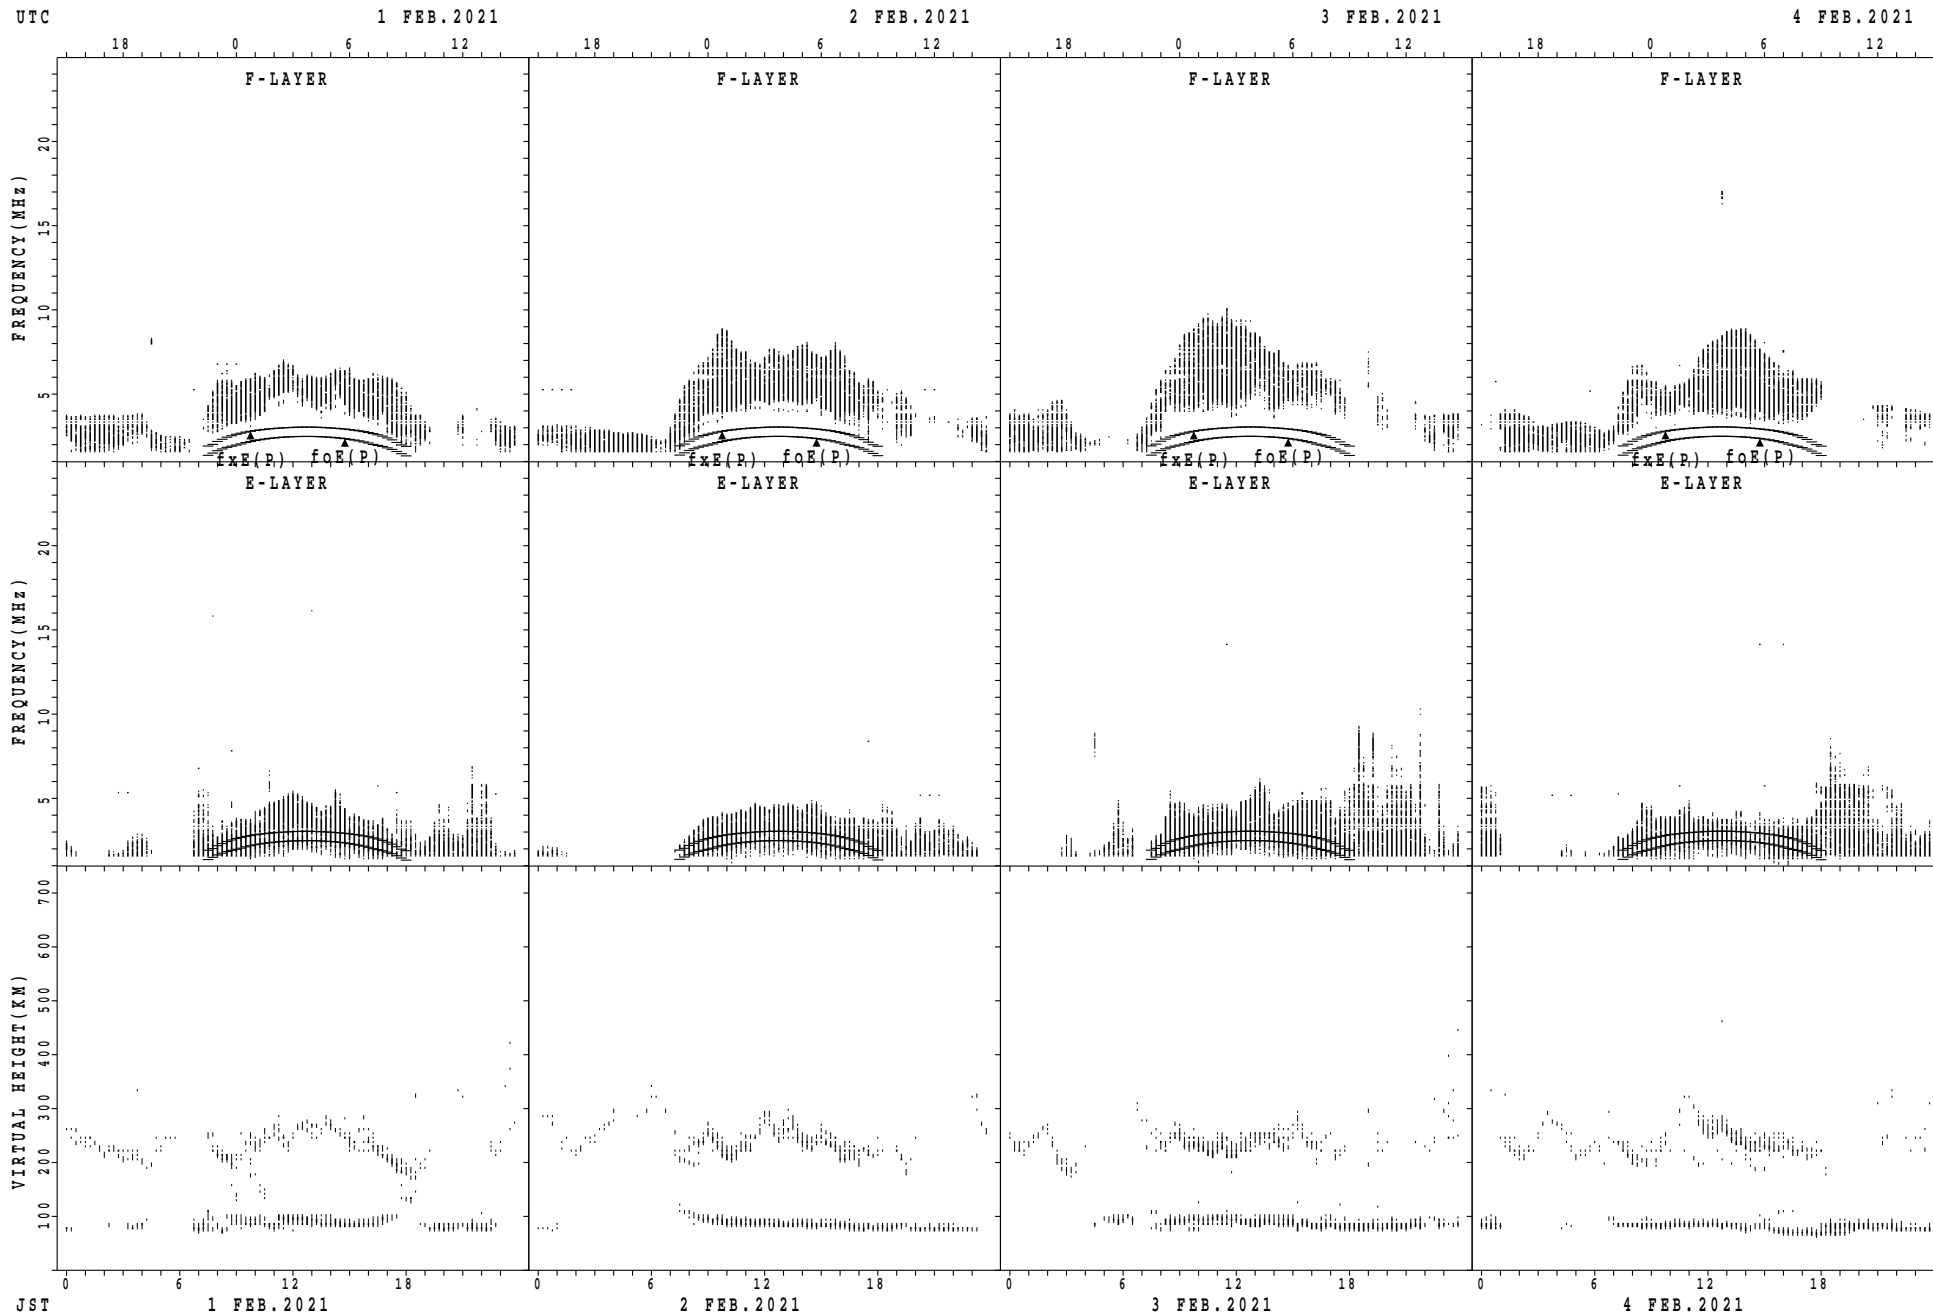 UTC 1 FEB.2021 2 FEB.2021 3 FEB.2021 4 FEB.2021
18 0 6 12 18 0 6 12 18 0 6 12 18 0 6 12
F-LAYER F-LAYER F-LAYER F-LAYER
FREQUENCY(MHz)
20
15
10
5
fxE(P) foE(P) fxE(P) foE(P) fxE(P) foE(P) fxE(P) foE(P)
E-LAYER E-LAYER E-LAYER E-LAYER
FREQUENCY(MHz)
20
15
10
5
VIRTUAL HEIGHT(KM)
700
600
500
400
300
200
100
0 6 12 18 0 6 12 18 0 6 12 18 0 6 12 18
JST 1 FEB.2021 2 FEB.2021 3 FEB.2021 4 FEB.2021